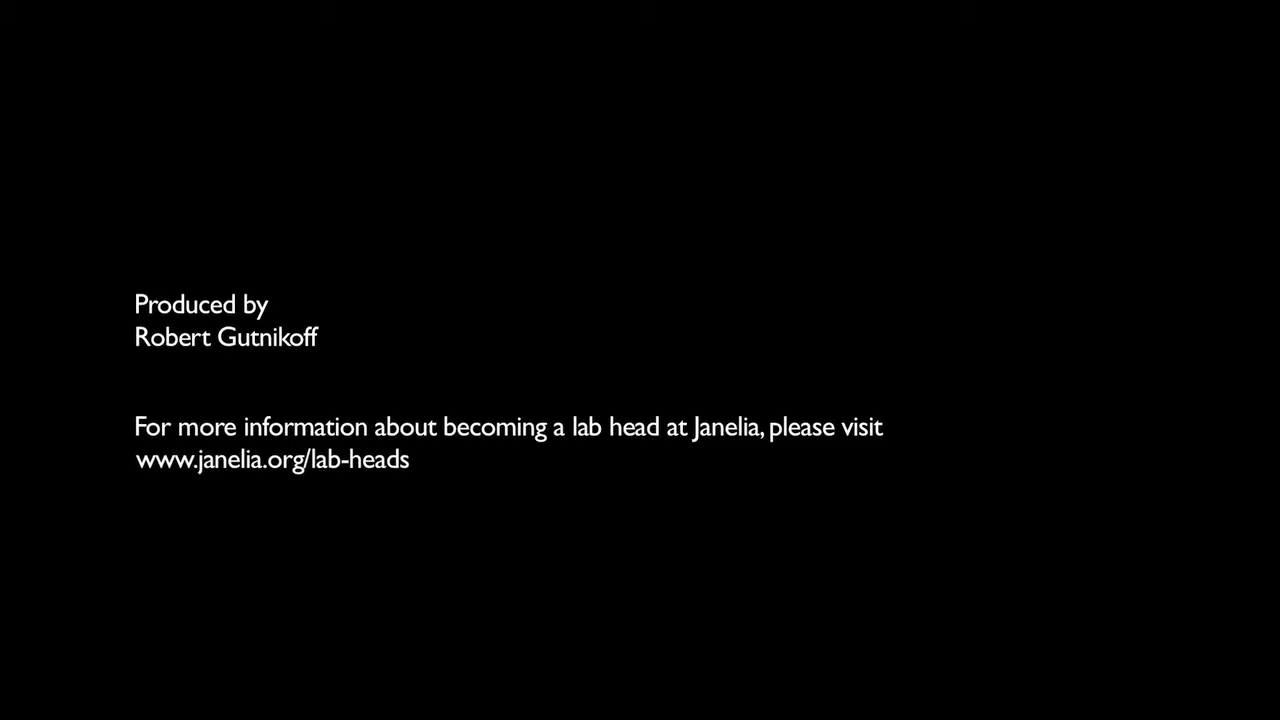 Produced by
Robert Gutnikoff
For more information about becoming a lab head at Janelia, please visit
www.janelia.org/lab-heads